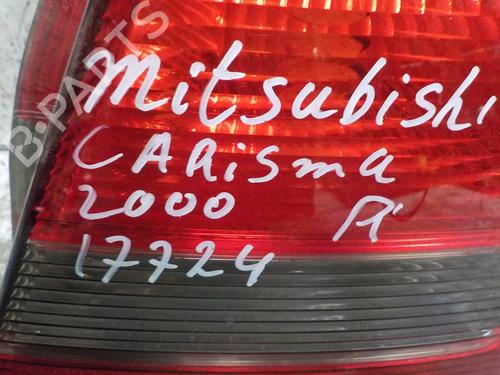 B-PARTS
mitsubishi
CARisma
2000 R
17724